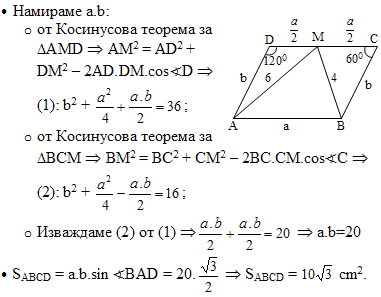 • Намираме a.b:
o от Косинусова теорема за
ΔAMD ⇒ AM² = AD² +
DM² – 2AD.DM.cos∢D ⇒
(1): b² + a²/4 + a.b/2 = 36 ;
o от Косинусова теорема за
ΔBCM ⇒ BM² = BC² + CM² – 2BC.CM.cos∢C ⇒
(2): b² + a²/4 − a.b/2 = 16 ;
o Изваждаме (2) от (1) ⇒ a.b/2 + a.b/2 = 20 ⇒ a.b=20
• S_ABCD = a.b.sin ∢BAD = 20. √3/2 ⇒ S_ABCD = 10√3 cm².
D a/2 M a/2 C
120⁰ 60⁰
b 6 4 b
A a B